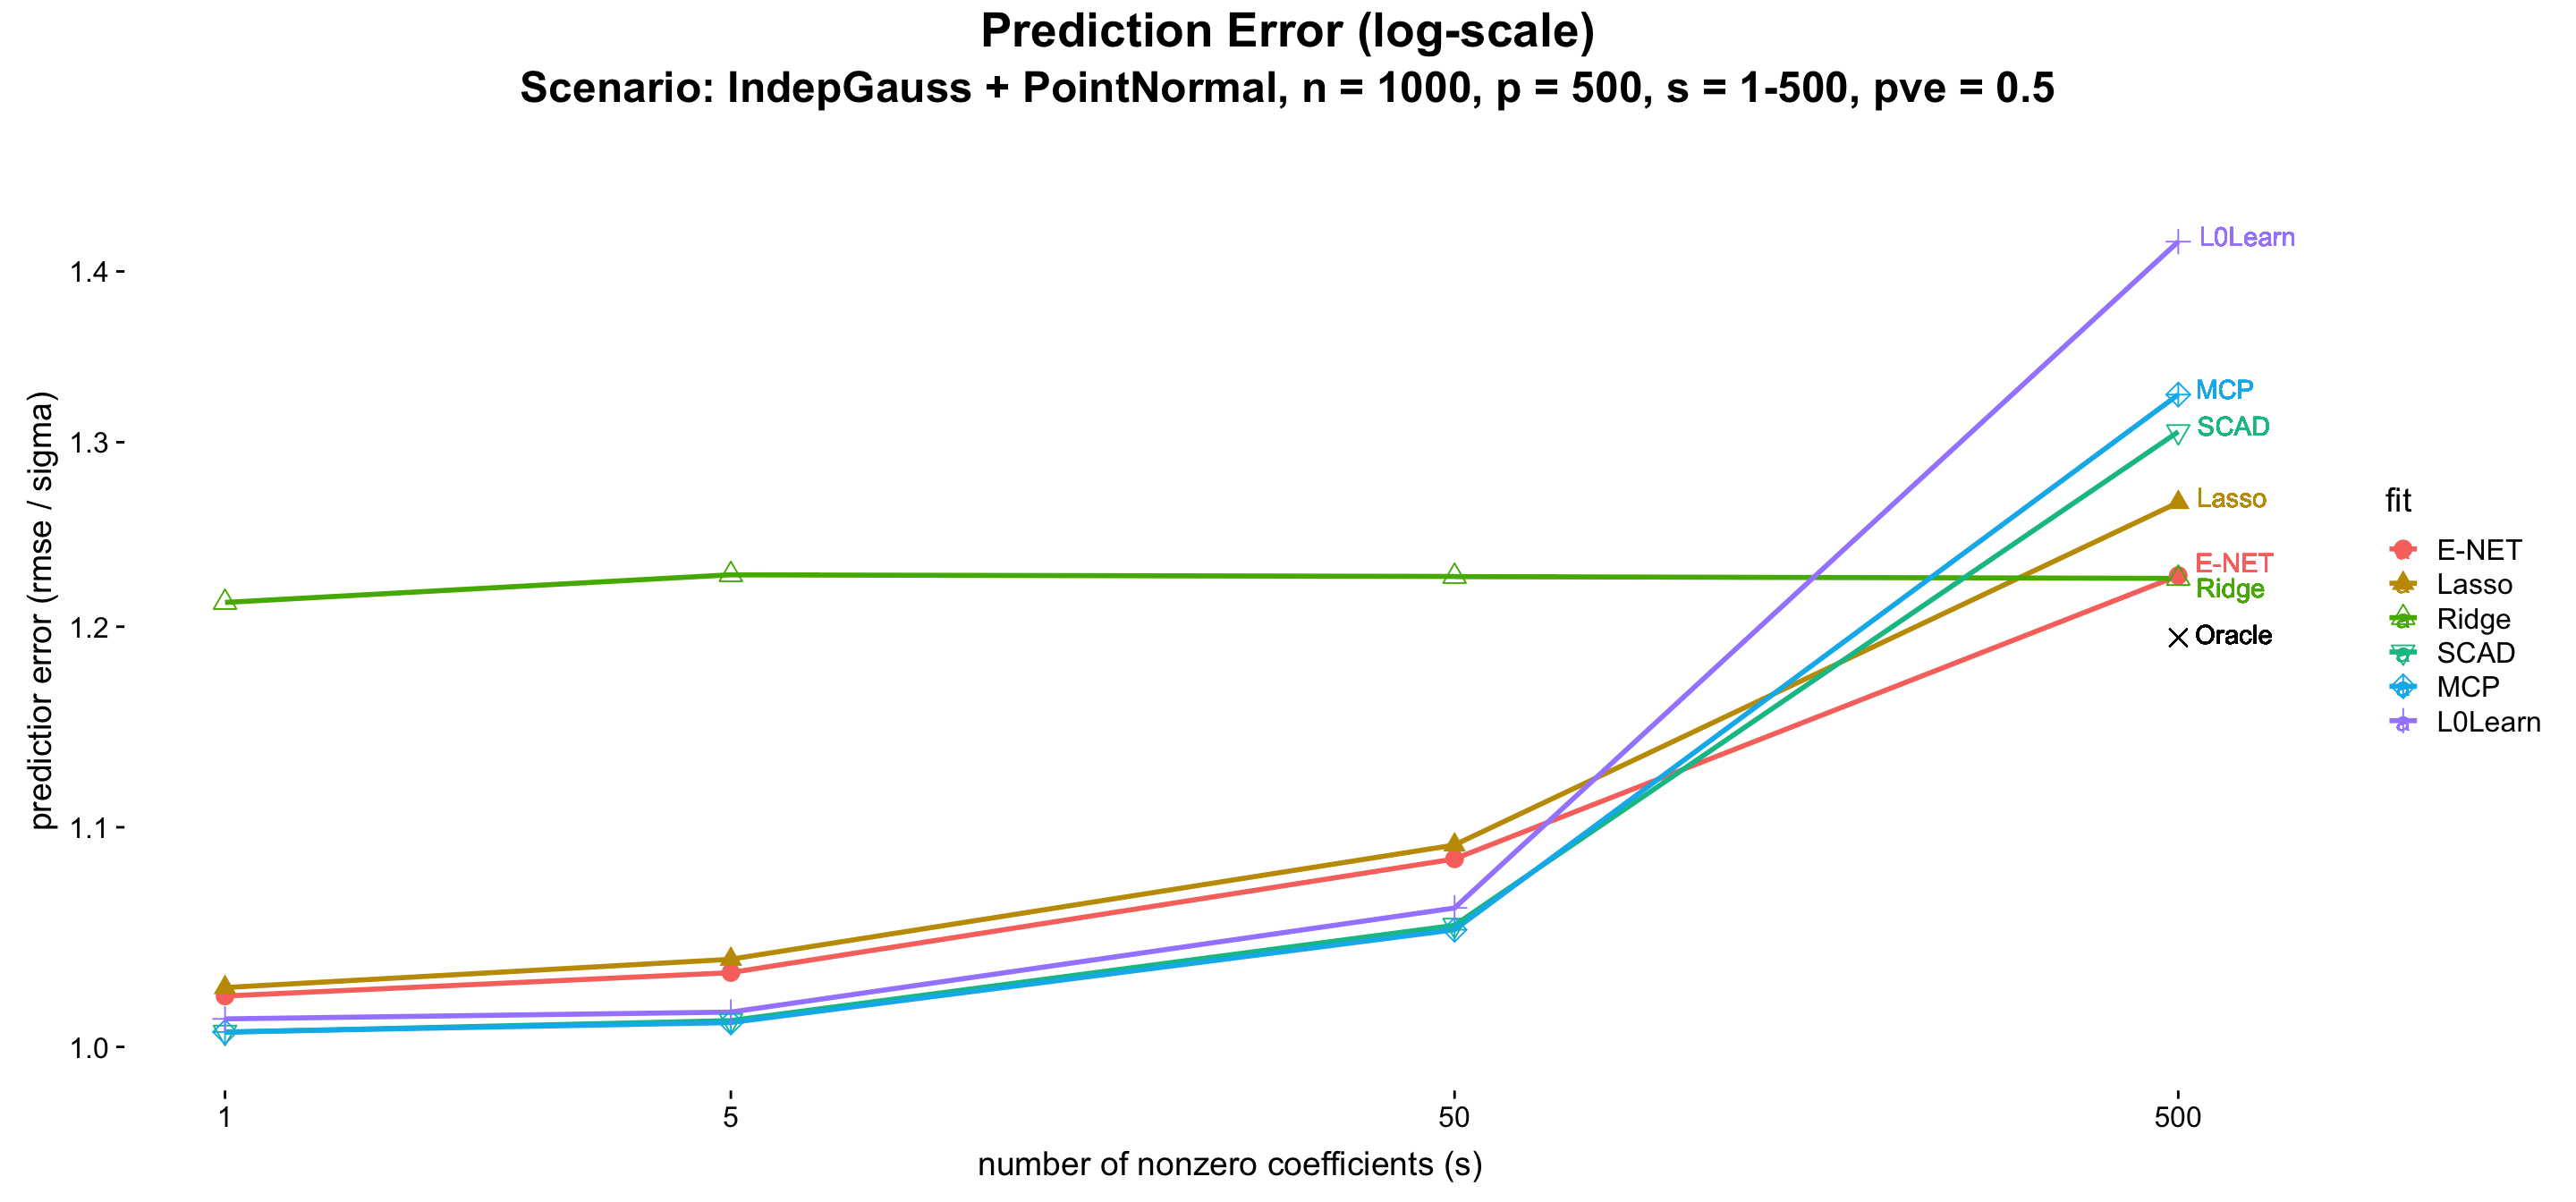 Prediction Error (log-scale)
Scenario: IndepGauss + PointNormal, n = 1000, p = 500, s = 1-500, pve = 0.5
predictior error (rmse / sigma)
1.4
1.3
1.2
1.1
1.0
L0Learn
MCP
SCAD
Lasso
E-NET
Ridge
Oracle
fit
E-NET
Lasso
Ridge
SCAD
MCP
L0Learn
1
5
50
500
number of nonzero coefficients (s)